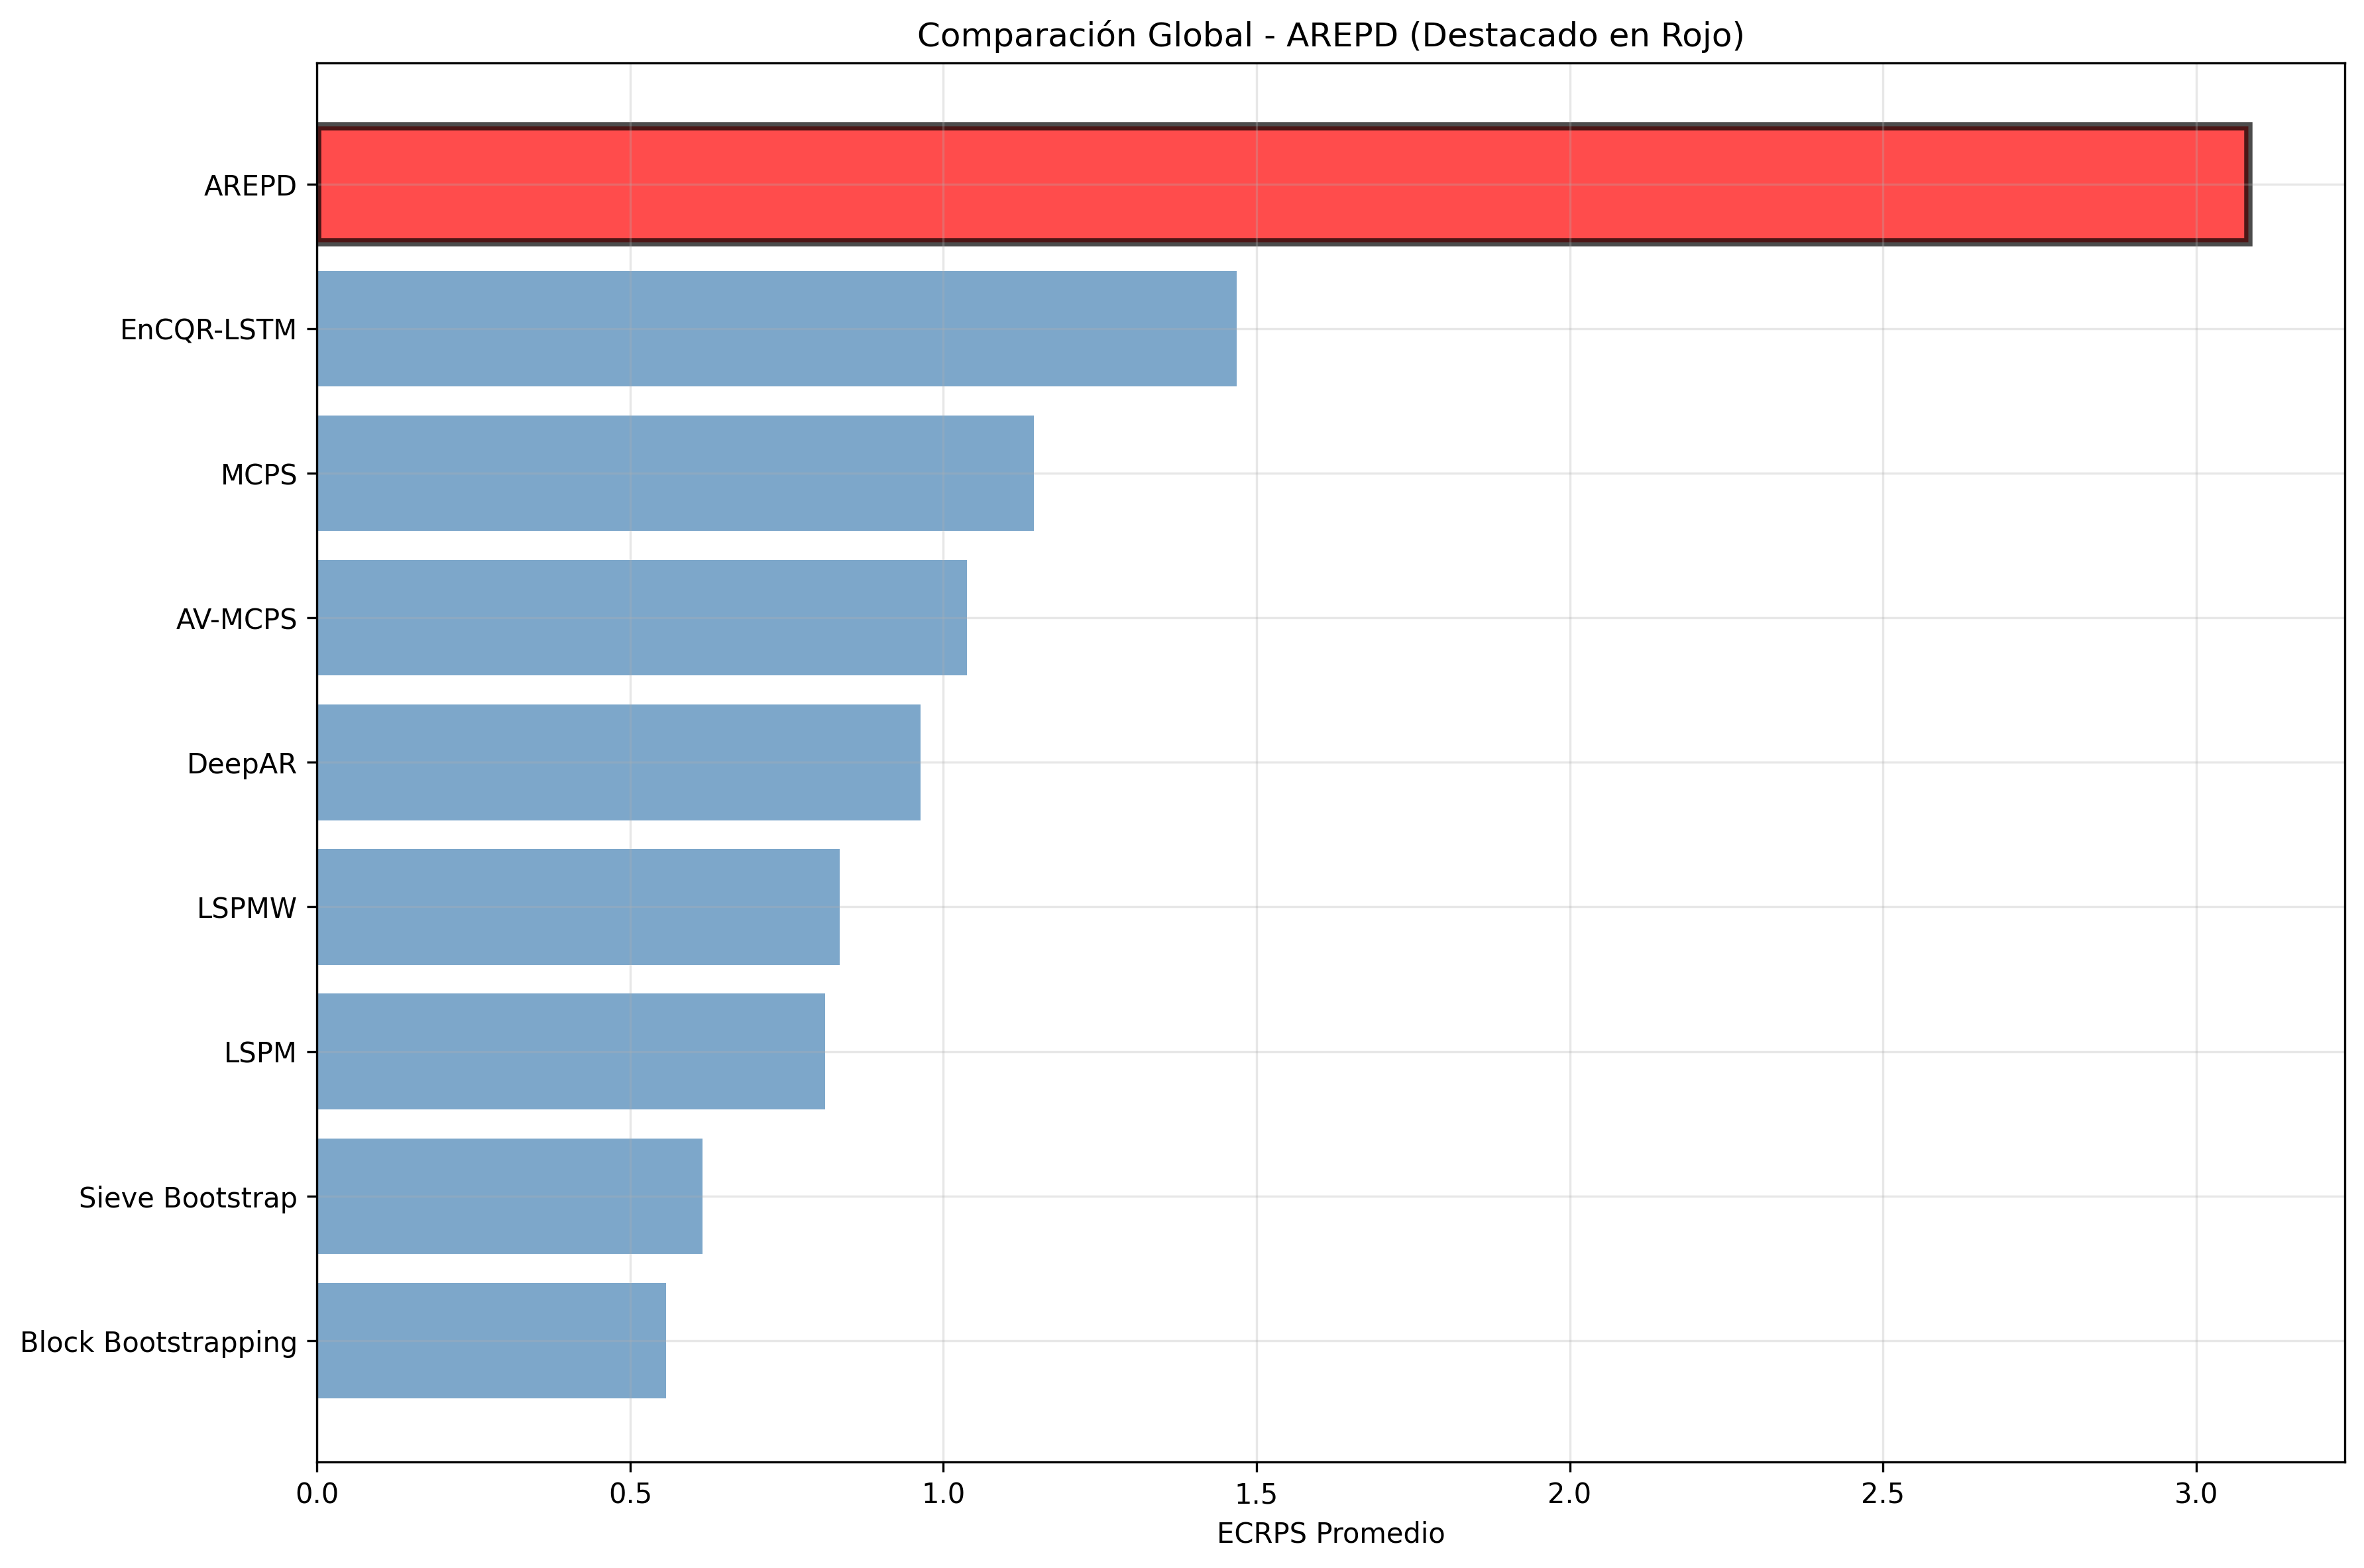 Comparación Global - AREPD (Destacado en Rojo)
AREPD
EnCQR-LSTM
MCPS
AV-MCPS
DeepAR
LSPMW
LSPM
Sieve Bootstrap
Block Bootstrapping
0.0 0.5 1.0 1.5 2.0 2.5 3.0
ECRPS Promedio